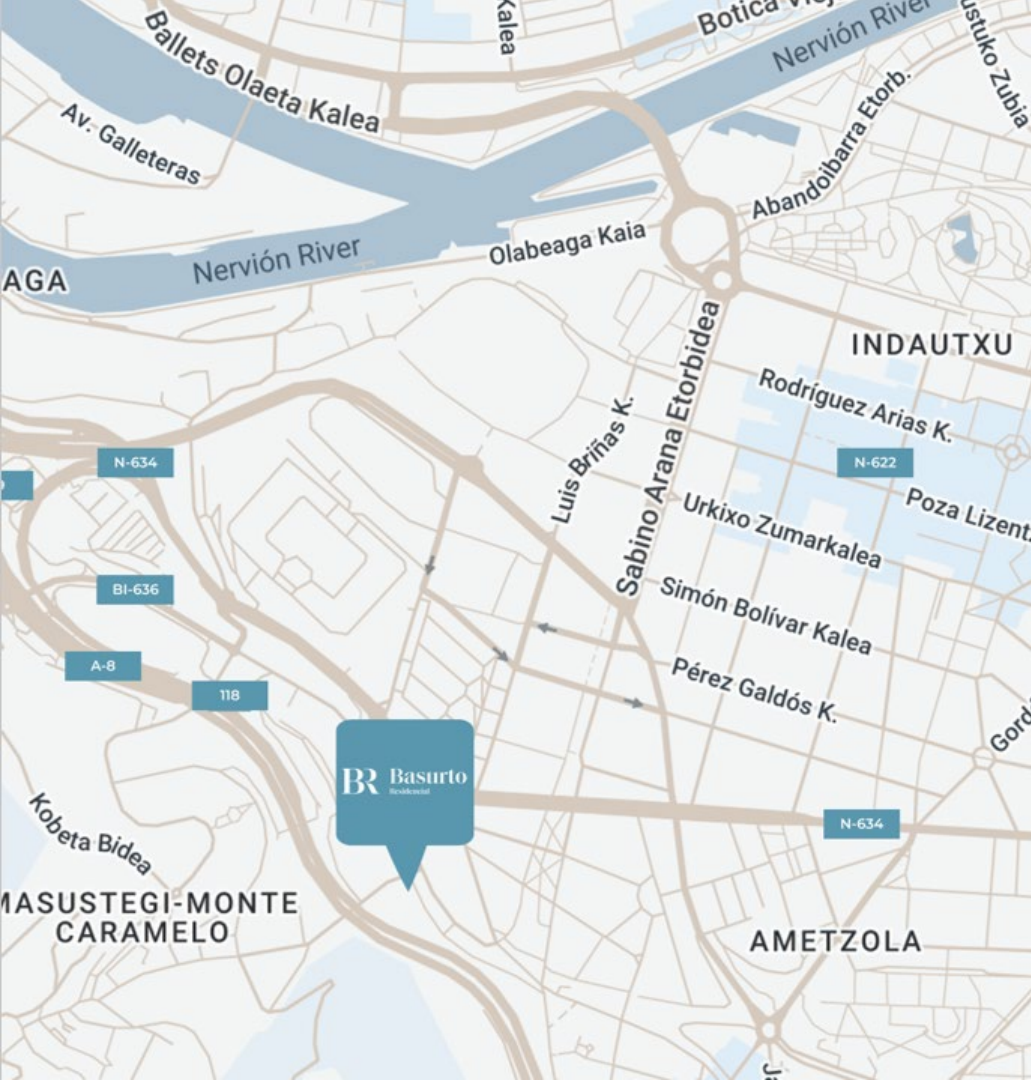 Kalea
Botica
Nervión River
Ballets Olaeta Kalea
Av. Galleteras
Zubia
Abandoibarra Etorb.
Olabeaga Kaia
Nervión River
AGA
INDAUTXU
Sabino Arana Etorbidea
Rodríguez Arias K.
Luis Briñas K.
N-634
N-622
Poza Lizent
Urkixo Zumarkalea
BI-636
Simón Bolívar Kalea
A-8
118
Pérez Galdós K.
Gord
BR Basurto
Residencial
N-634
Kobeta Bidea
MASUSTEGI-MONTE
CARAMELO
AMETZOLA